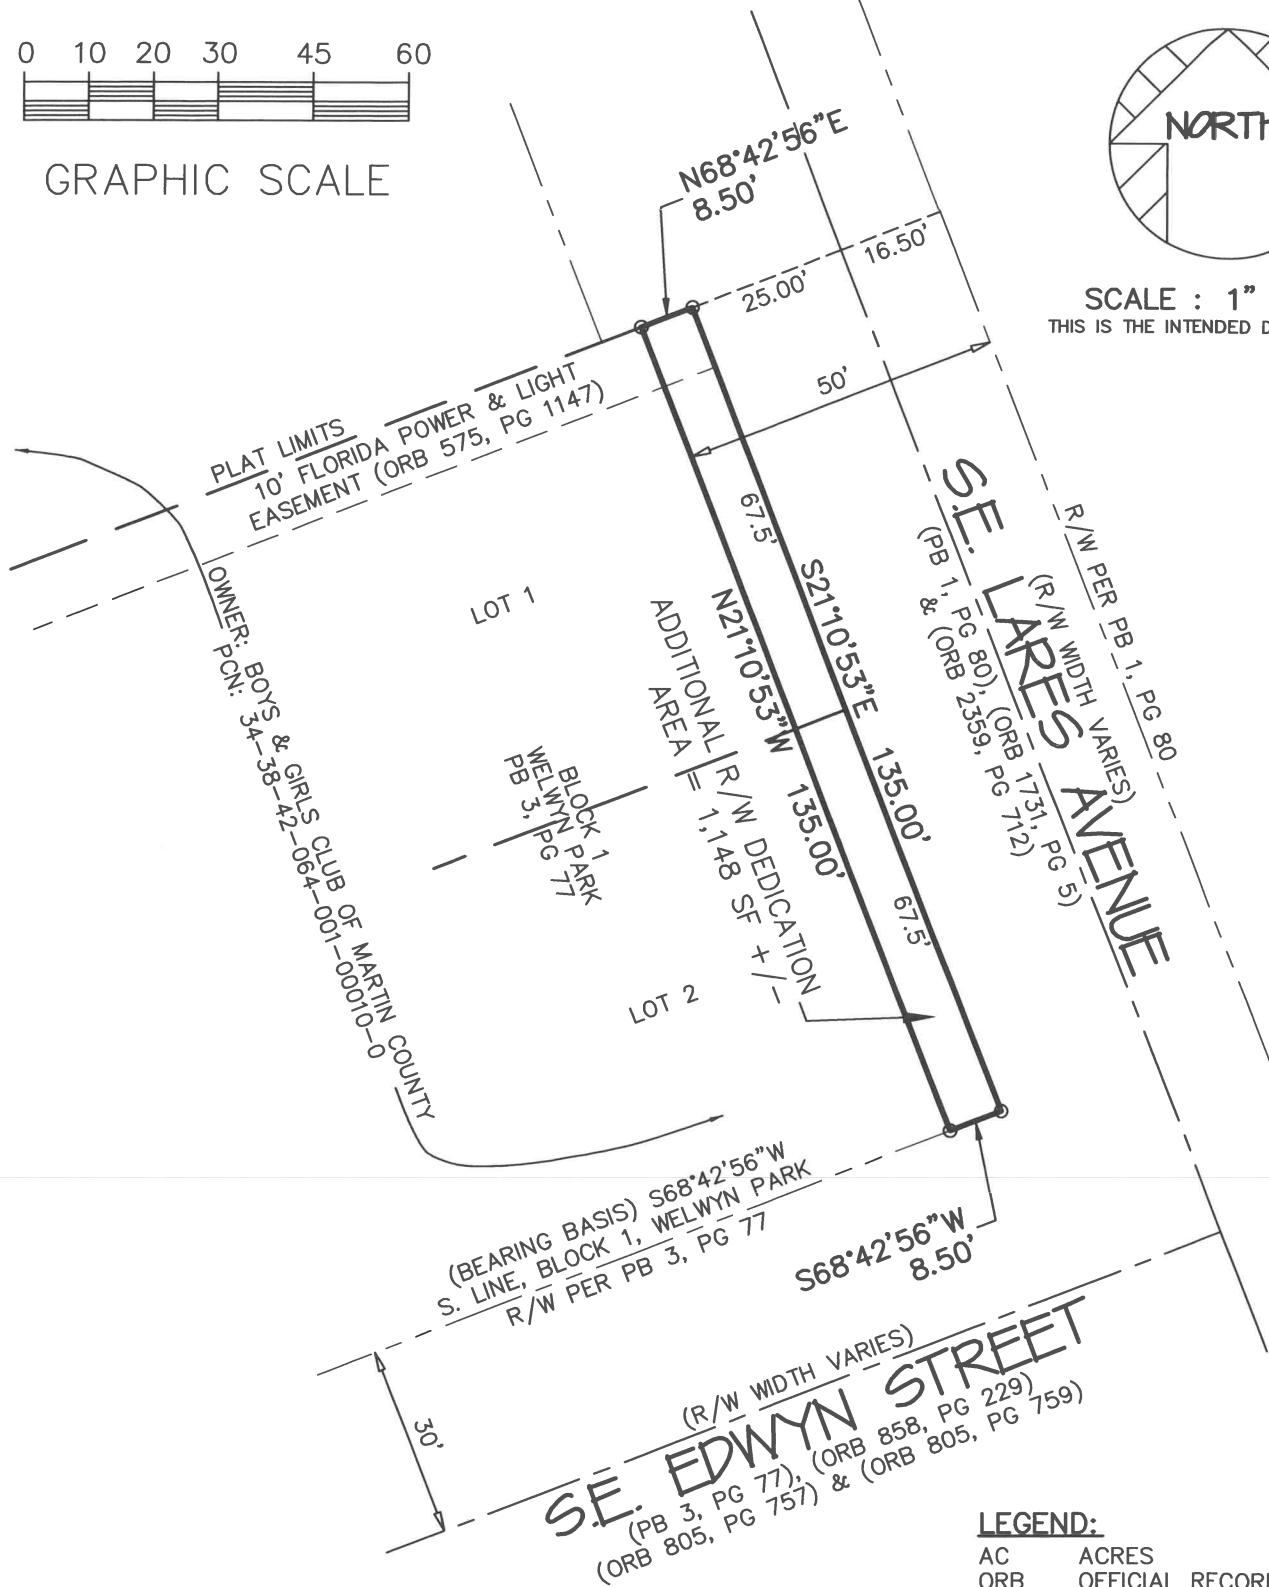 0 10 20 30 45 60
GRAPHIC SCALE
N68°42'56"E
8.50'
NORTH
SCALE : 1"
THIS IS THE INTENDED D
16.50'
25.00'
50'
PLAT LIMITS
10' FLORIDA POWER & LIGHT
EASEMENT (ORB 575, PG 1147)
67.5'
S21°10'53"E 135.00'
N21°10'53"W 135.00'
67.5'
S.E. LARES AVENUE
(R/W WIDTH VARIES)
(PB 1, PG 80), (ORB 1731, PG 5)
& (ORB 2359, PG 712)
R/W PER PB 1, PG 80
LOT 1
OWNER: BOYS & GIRLS CLUB OF MARTIN COUNTY
PCN: 34-38-42-064-001-00010-0
BLOCK 1
WELWYN PARK
PB 3, PG 77
ADDITIONAL R/W DEDICATION
AREA = 1,148 SF +/-
LOT 2
(BEARING BASIS) S68°42'56"W
S. LINE, BLOCK 1, WELWYN PARK
R/W PER PB 3, PG 77
S68°42'56"W
8.50'
30'
(R/W WIDTH VARIES)
S.E. EDWYN STREET
(PB 3, PG 77), (ORB 858, PG 229)
(ORB 805, PG 757) & (ORB 805, PG 759)
LEGEND:
AC ACRES
ORB OFFICIAL RECORD